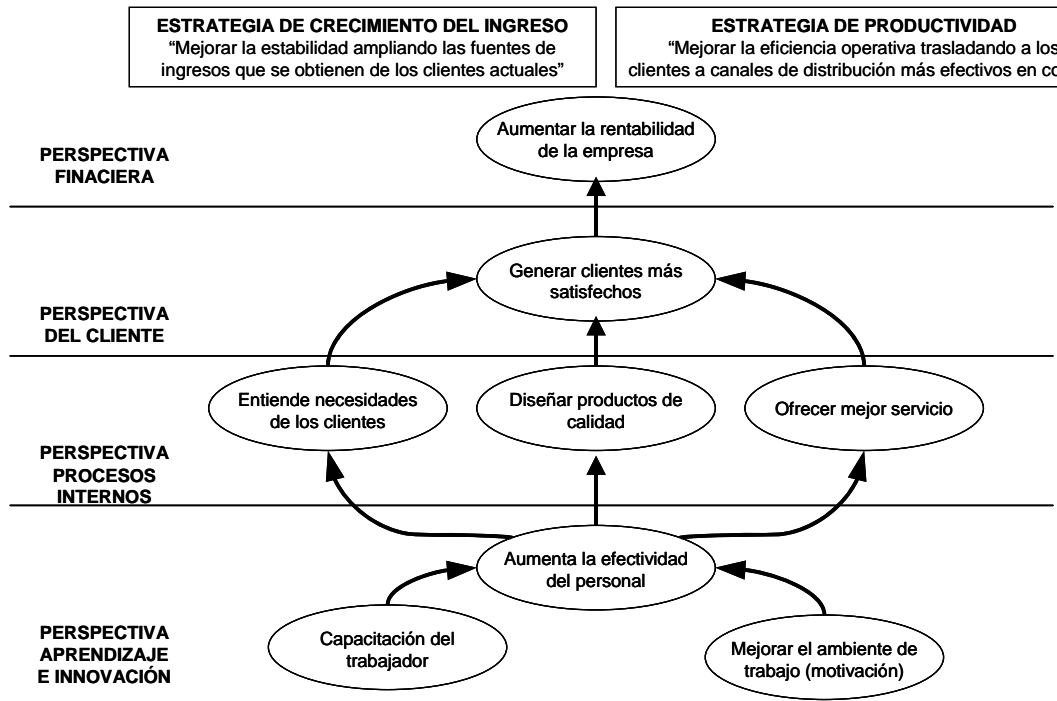 ESTRATEGIA DE CRECIMIENTO DEL INGRESO
“Mejorar la estabilidad ampliando las fuentes de
ingresos que se obtienen de los clientes actuales”
ESTRATEGIA DE PRODUCTIVIDAD
“Mejorar la eficiencia operativa trasladando a los
clientes a canales de distribución más efectivos en
Aumentar la rentabilidad
de la empresa
PERSPECTIVA
FINACIERA
Generar clientes más
satisfechos
PERSPECTIVA
DEL CLIENTE
Entiende necesidades
de los clientes
Diseñar productos de
calidad
Ofrecer mejor servicio
PERSPECTIVA
PROCESOS
INTERNOS
Aumenta la efectividad
del personal
PERSPECTIVA
APRENDIZAJE
E INNOVACIÓN
Capacitación del
trabajador
Mejorar el ambiente de
trabajo (motivación)